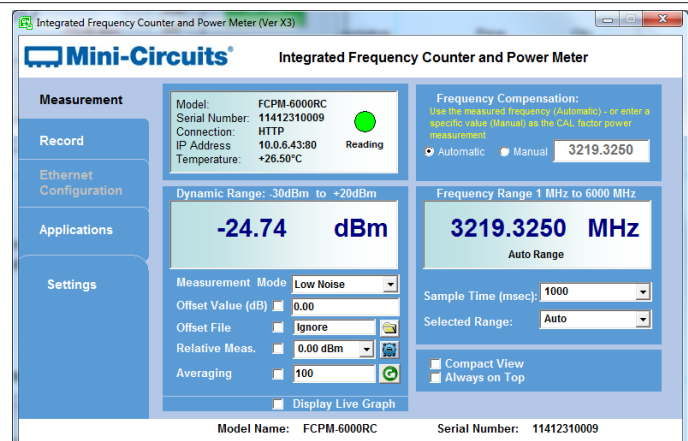 Integrated Frequency Counter and Power Meter (Ver X3)
Mini-Circuits® Integrated Frequency Counter and Power Meter
Measurement
Record
Ethernet
Configuration
Applications
Settings
Model: FCPM-6000RC
Serial Number: 11412310009
Connection: HTTP
IP Address 10.0.6.43:80
Temperature: +26.50°C
Reading
Frequency Compensation:
Use the measured frequency (Automatic) - or enter a
specific value (Manual) as the CAL factor power
measurement
Automatic Manual 3219.3250
Dynamic Range: -30dBm to +20dBm
-24.74 dBm
Frequency Range 1 MHz to 6000 MHz
3219.3250 MHz
Auto Range
Measurement Mode Low Noise
Offset Value (dB) 0.00
Offset File Ignore
Relative Meas. 0.00 dBm
Averaging 100
Display Live Graph
Sample Time (msec): 1000
Selected Range: Auto
Compact View
Always on Top
Model Name: FCPM-6000RC Serial Number: 11412310009